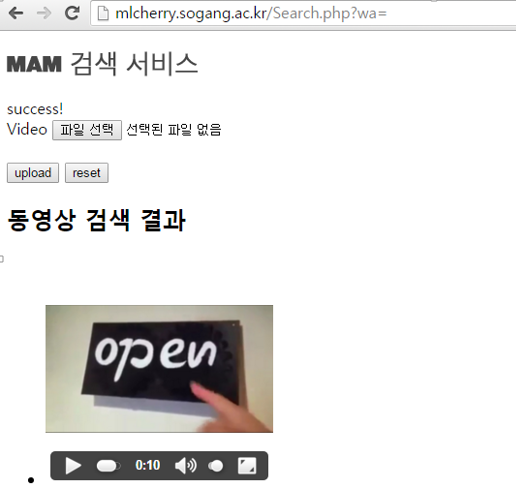 mlcherry.sogang.ac.kr/Search.php?wa=
MAM 검색 서비스
success!
Video 파일 선택 선택된 파일 없음
upload reset
동영상 검색 결과
open
0:10